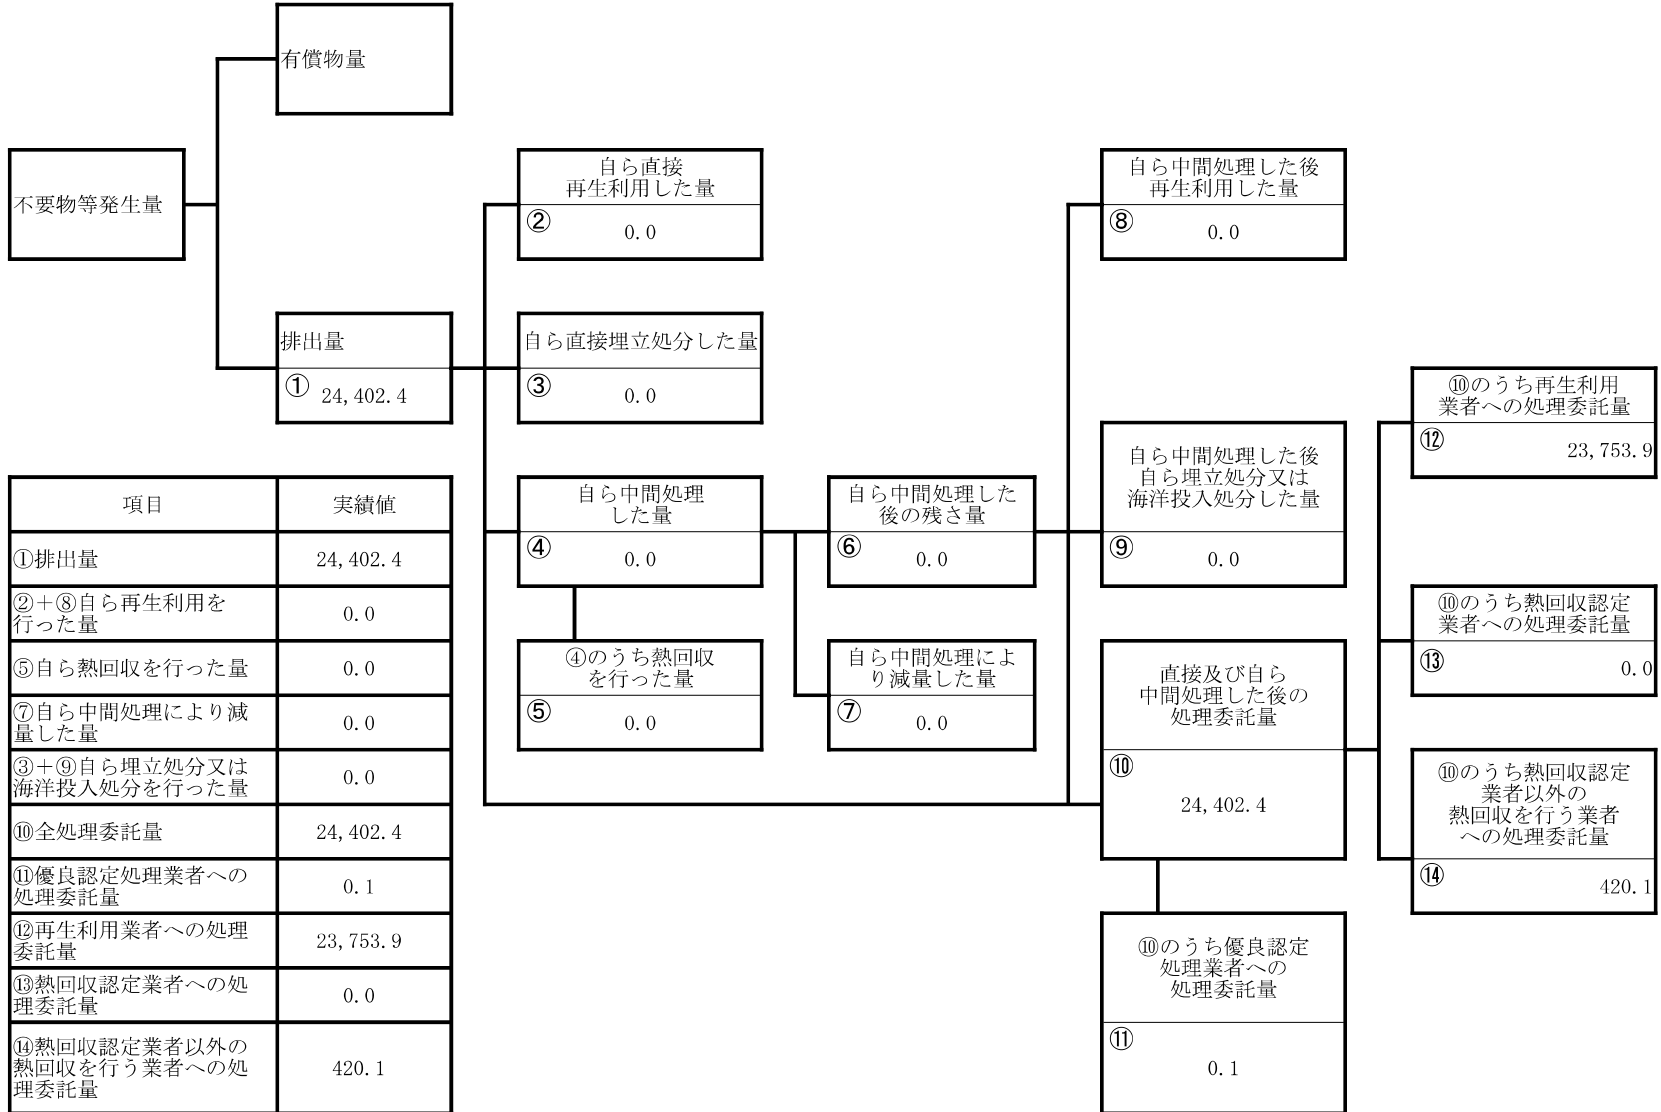 有償物量
不要物等発生量
排出量
① 24,402.4
自ら直接
再生利用した量
② 0.0
自ら直接埋立処分した量
③ 0.0
自ら中間処理
した量
④ 0.0
④のうち熱回収
を行った量
⑤ 0.0
自ら中間処理した
後の残さ量
⑥ 0.0
自ら中間処理によ
り減量した量
⑦ 0.0
自ら中間処理した後
再生利用した量
⑧ 0.0
自ら中間処理した後
自ら埋立処分又は
海洋投入処分した量
⑨ 0.0
直接及び自ら
中間処理した後の
処理委託量
⑩
24,402.4
⑩のうち優良認定
処理業者への
処理委託量
⑪
0.1
⑩のうち再生利用
業者への処理委託量
⑫ 23,753.9
⑩のうち熱回収認定
業者への処理委託量
⑬ 0.0
⑩のうち熱回収認定
業者以外の
熱回収を行う業者
への処理委託量
⑭ 420.1
項目 実績値
①排出量 24,402.4
②＋⑧自ら再生利用を
行った量 0.0
⑤自ら熱回収を行った量 0.0
⑦自ら中間処理により減
量した量 0.0
③＋⑨自ら埋立処分又は
海洋投入処分を行った量 0.0
⑩全処理委託量 24,402.4
⑪優良認定処理業者への
処理委託量 0.1
⑫再生利用業者への処理
委託量 23,753.9
⑬熱回収認定業者への処
理委託量 0.0
⑭熱回収認定業者以外の
熱回収を行う業者への処
理委託量 420.1